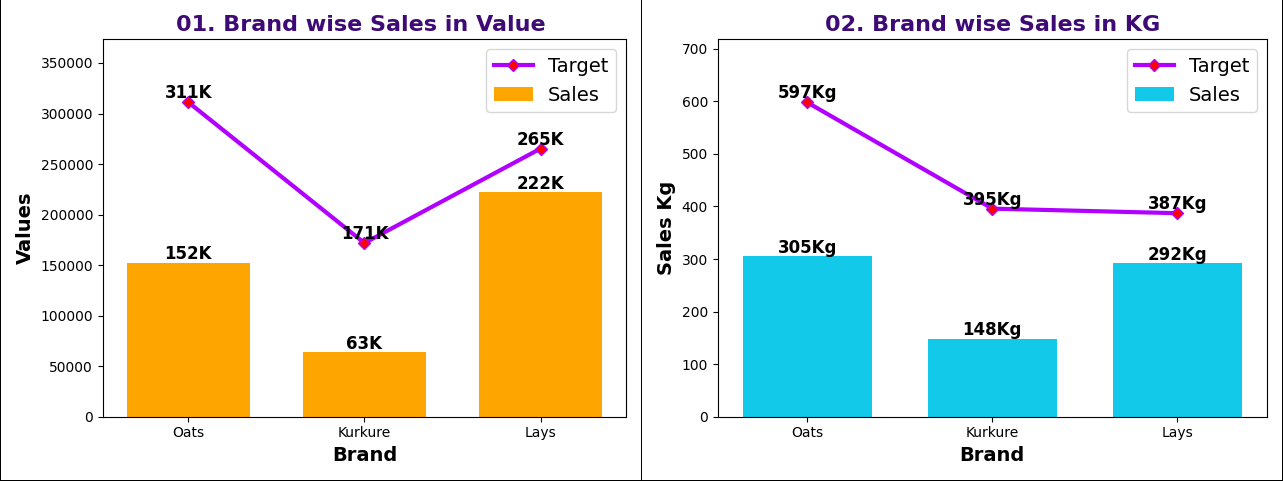 01. Brand wise Sales in Value
Target
Sales
350000
300000
250000
200000
150000
100000
50000
0
Values
311K
171K
265K
152K
63K
222K
Oats Kurkure Lays
Brand
02. Brand wise Sales in KG
Target
Sales
700
600
500
400
300
200
100
0
Sales Kg
597Kg
395Kg
387Kg
305Kg
148Kg
292Kg
Oats Kurkure Lays
Brand